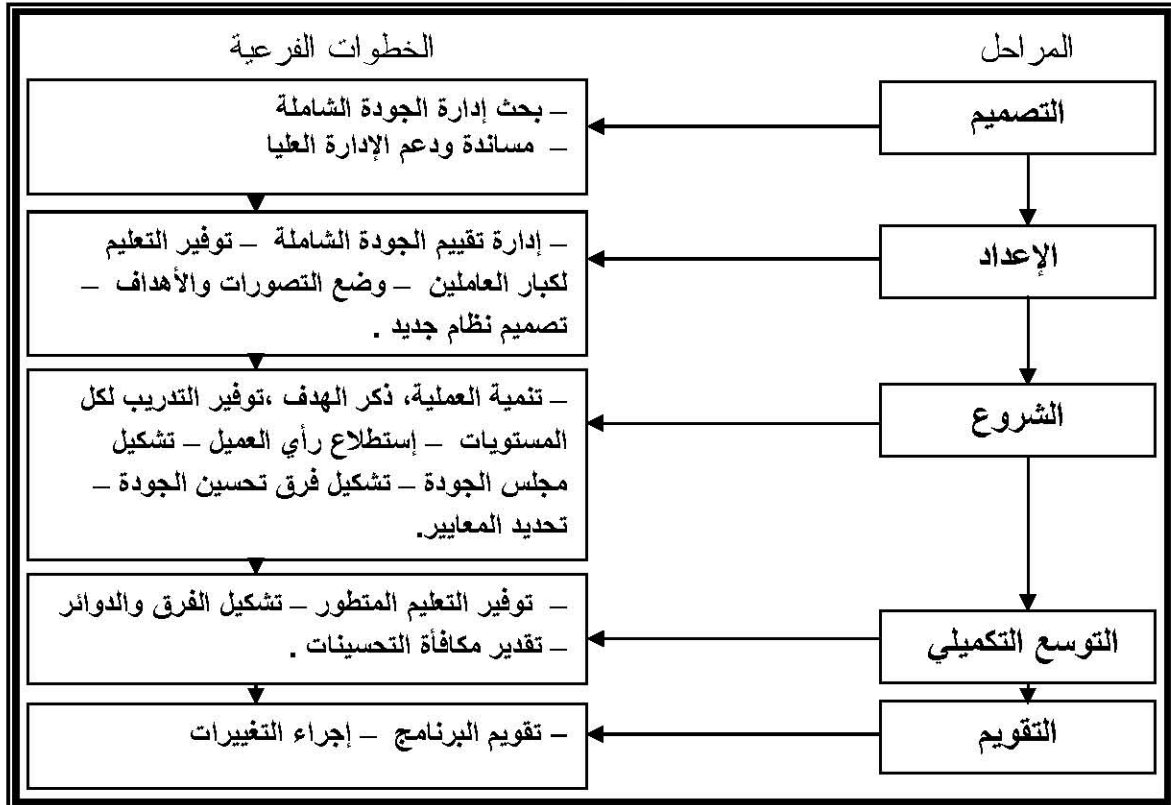 المراحل
الخطوات الفرعية
التصميم
– بحث إدارة الجودة الشاملة
– مساندة ودعم الإدارة العليا
الإعداد
– إدارة تقييم الجودة الشاملة – توفير التعليم
لكبار العاملين – وضع التصورات والأهداف –
تصميم نظام جديد .
الشروع
– تنمية العملية، ذكر الهدف ،توفير التدريب لكل
المستويات – إستطلاع رأي العميل – تشكيل
مجلس الجودة – تشكيل فرق تحسين الجودة –
تحديد المعايير.
التوسع التكميلي
– توفير التعليم المتطور – تشكيل الفرق والدوائر
– تقدير مكافأة التحسينات .
التقويم
– تقويم البرنامج – إجراء التغييرات